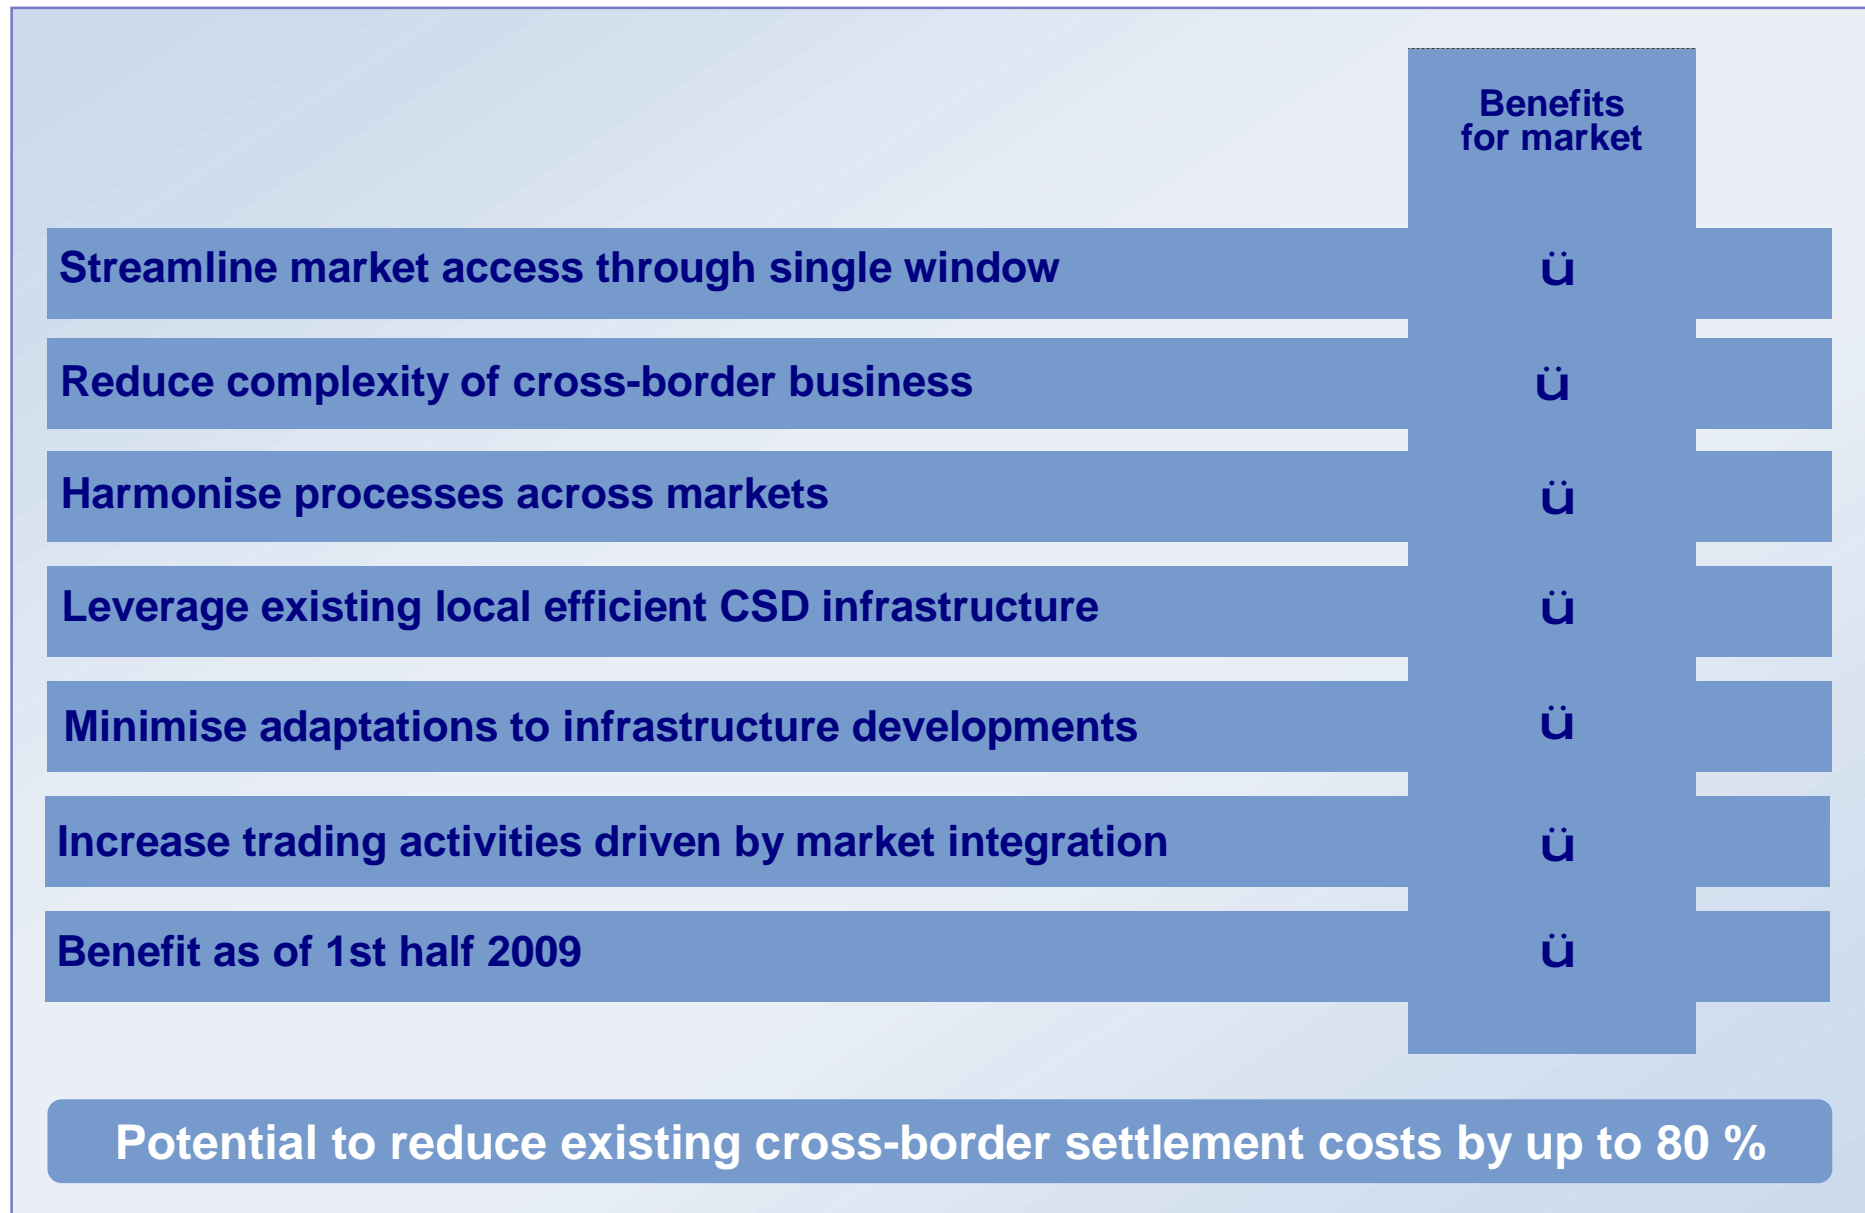 Benefits
for market
Streamline market access through single window ü
Reduce complexity of cross-border business ü
Harmonise processes across markets ü
Leverage existing local efficient CSD infrastructure ü
Minimise adaptations to infrastructure developments ü
Increase trading activities driven by market integration ü
Benefit as of 1st half 2009 ü
Potential to reduce existing cross-border settlement costs by up to 80 %